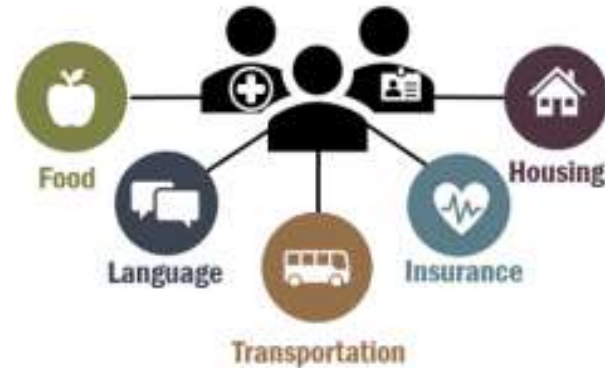 Food
Housing
Language
Insurance
Transportation